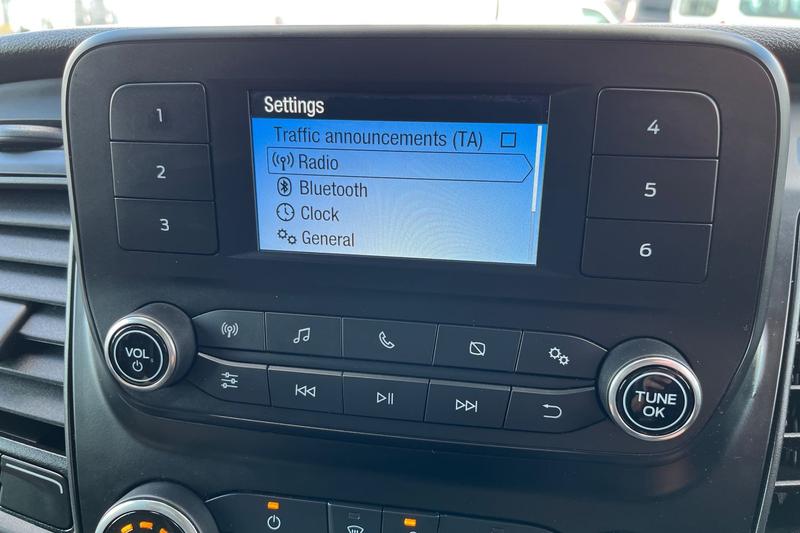 Settings
Traffic announcements (TA)
Radio
Bluetooth
Clock
General
1
2
3
4
5
6
VOL
TUNE
OK